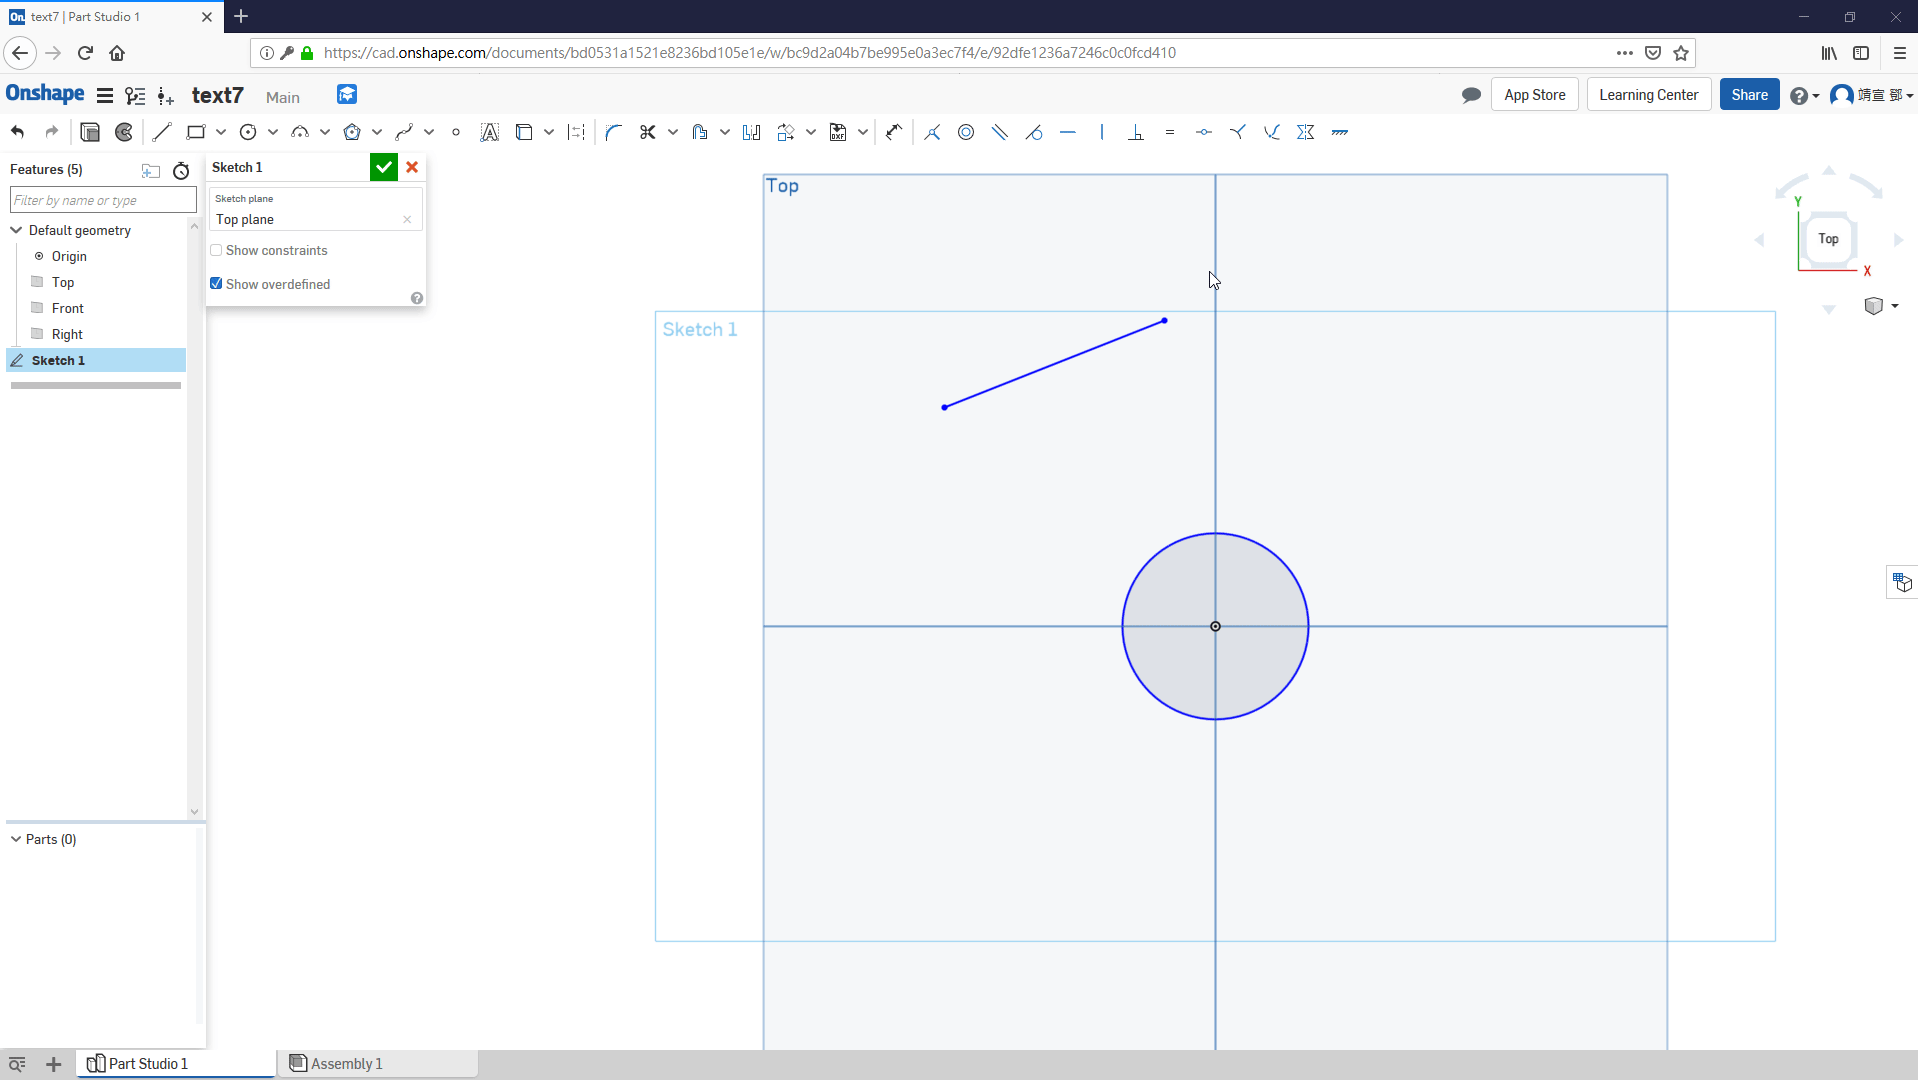 text7 | Part Studio 1
https://cad.onshape.com/documents/bd0531a1521e8236bd105e1e/w/bc9d2a04b7be995e0a3ec7f4/e/92dfe1236a7246c0c0fcd410
Onshape text7 Main App Store Learning Center Share 靖宣 鄧
Features (5)
Filter by name or type
Default geometry
Origin
Top
Front
Right
Sketch 1
Sketch 1
Sketch plane
Top plane
Show constraints
Show overdefined
Top
Sketch 1
Y
Top
X
Parts (0)
Part Studio 1
Assembly 1